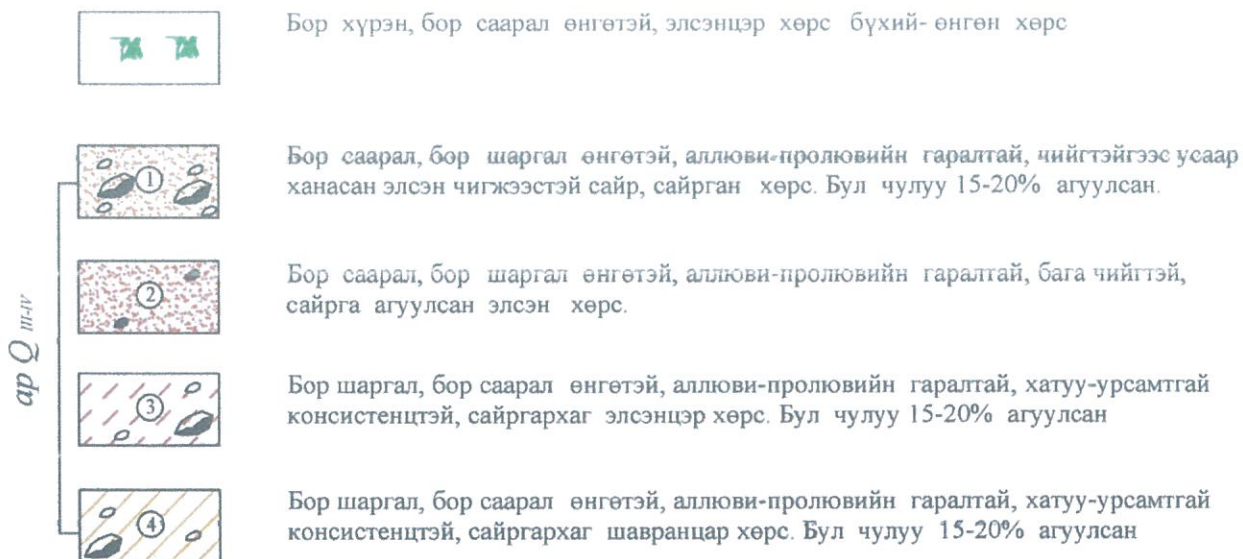 Бор хүрэн, бор саарал өнгөтэй, элсэнцэр хөрс бүхий- өнгөн хөрс
1
Бор саарал, бор шаргал өнгөтэй, аллюви-пролювийн гаралтай, чийгтэйгээс усаар
ханасан элсэн чигжээстэй сайр, сайрган хөрс. Бул чулуу 15-20% агуулсан.
2
Бор саарал, бор шаргал өнгөтэй, аллюви-пролювийн гаралтай, бага чийгтэй,
сайрга агуулсан элсэн хөрс.
ap Q III-IV
3
Бор шаргал, бор саарал өнгөтэй, аллюви-пролювийн гаралтай, хатуу-урсамтгай
консистенцтэй, сайргархаг элсэнцэр хөрс. Бул чулуу 15-20% агуулсан
4
Бор шаргал, бор саарал өнгөтэй, аллюви-пролювийн гаралтай, хатуу-урсамтгай
консистенцтэй, сайргархаг шавранцар хөрс. Бул чулуу 15-20% агуулсан